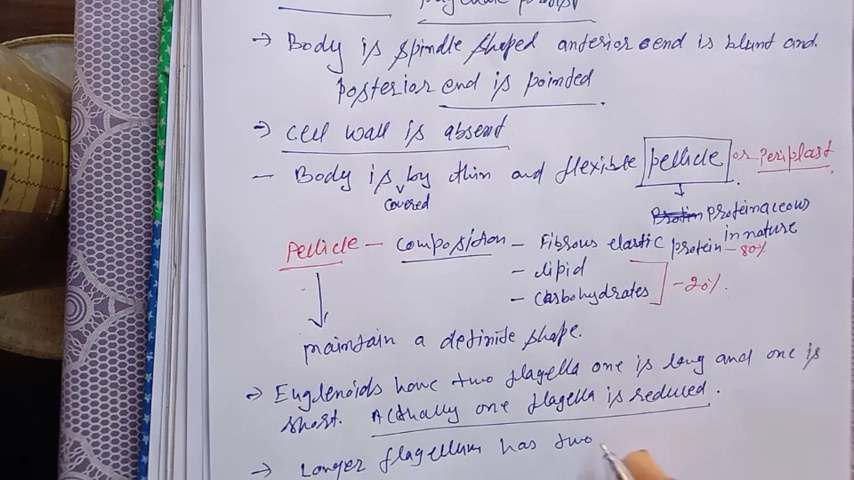 → Body is spindle shaped anterior end is blunt and
posterior end is pointed.
→ cell wall is absent
- Body is by thin and flexible pellicle. or periplast
covered
proteinaceous
in nature
Pellicle - composition - Fibrous elastic protein - 80%
- lipid
- carbohydrates - 20%.
maintain a definite shape.
→ Euglenoids have two flagella one is long and one is
short. Actually one flagella is reduced.
→ Longer flagellum has two